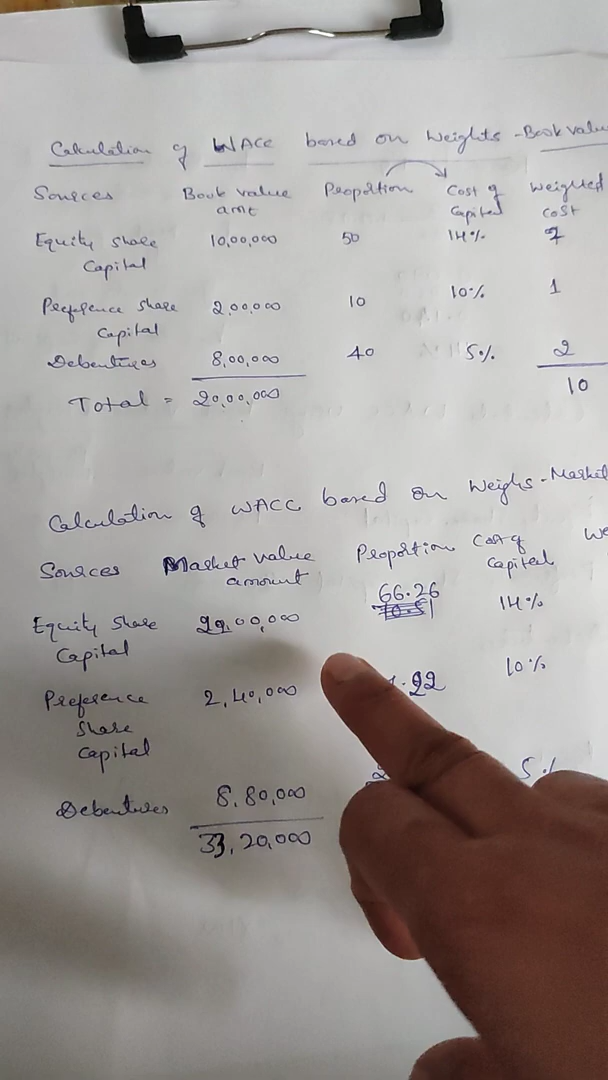 Calculation of WACC based on Weights - Book value
Sources Book value amt Proportion Cost of Capital Weighted cost
Equity share Capital 10,00,000 50 14% 7
Preference share Capital 2,00,000 10 10% 1
Debentures 8,00,000 40 5% 2
Total = 20,00,000 10
Calculation of WACC based on Weighs - Market
Sources Market value amount Proportion Cost of Capital We
Equity Share Capital 22,00,000 66.26 14%
Preference Share Capital 2,40,000 .22 10%
Debentures 8,80,000 2 5%
33,20,000